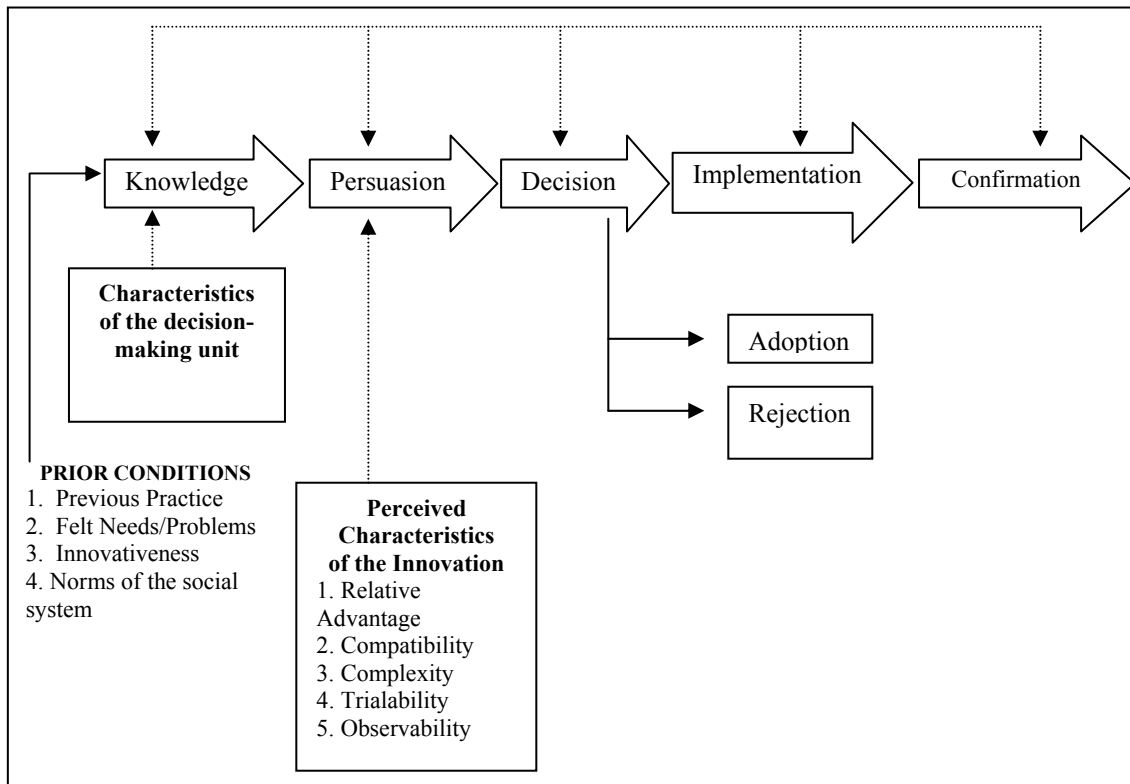 Knowledge
Persuasion
Decision
Implementation
Confirmation
Characteristics
of the decision-
making unit
Adoption
Rejection
PRIOR CONDITIONS
1. Previous Practice
2. Felt Needs/Problems
3. Innovativeness
4. Norms of the social
system
Perceived
Characteristics
of the Innovation
1. Relative
Advantage
2. Compatibility
3. Complexity
4. Trialability
5. Observability